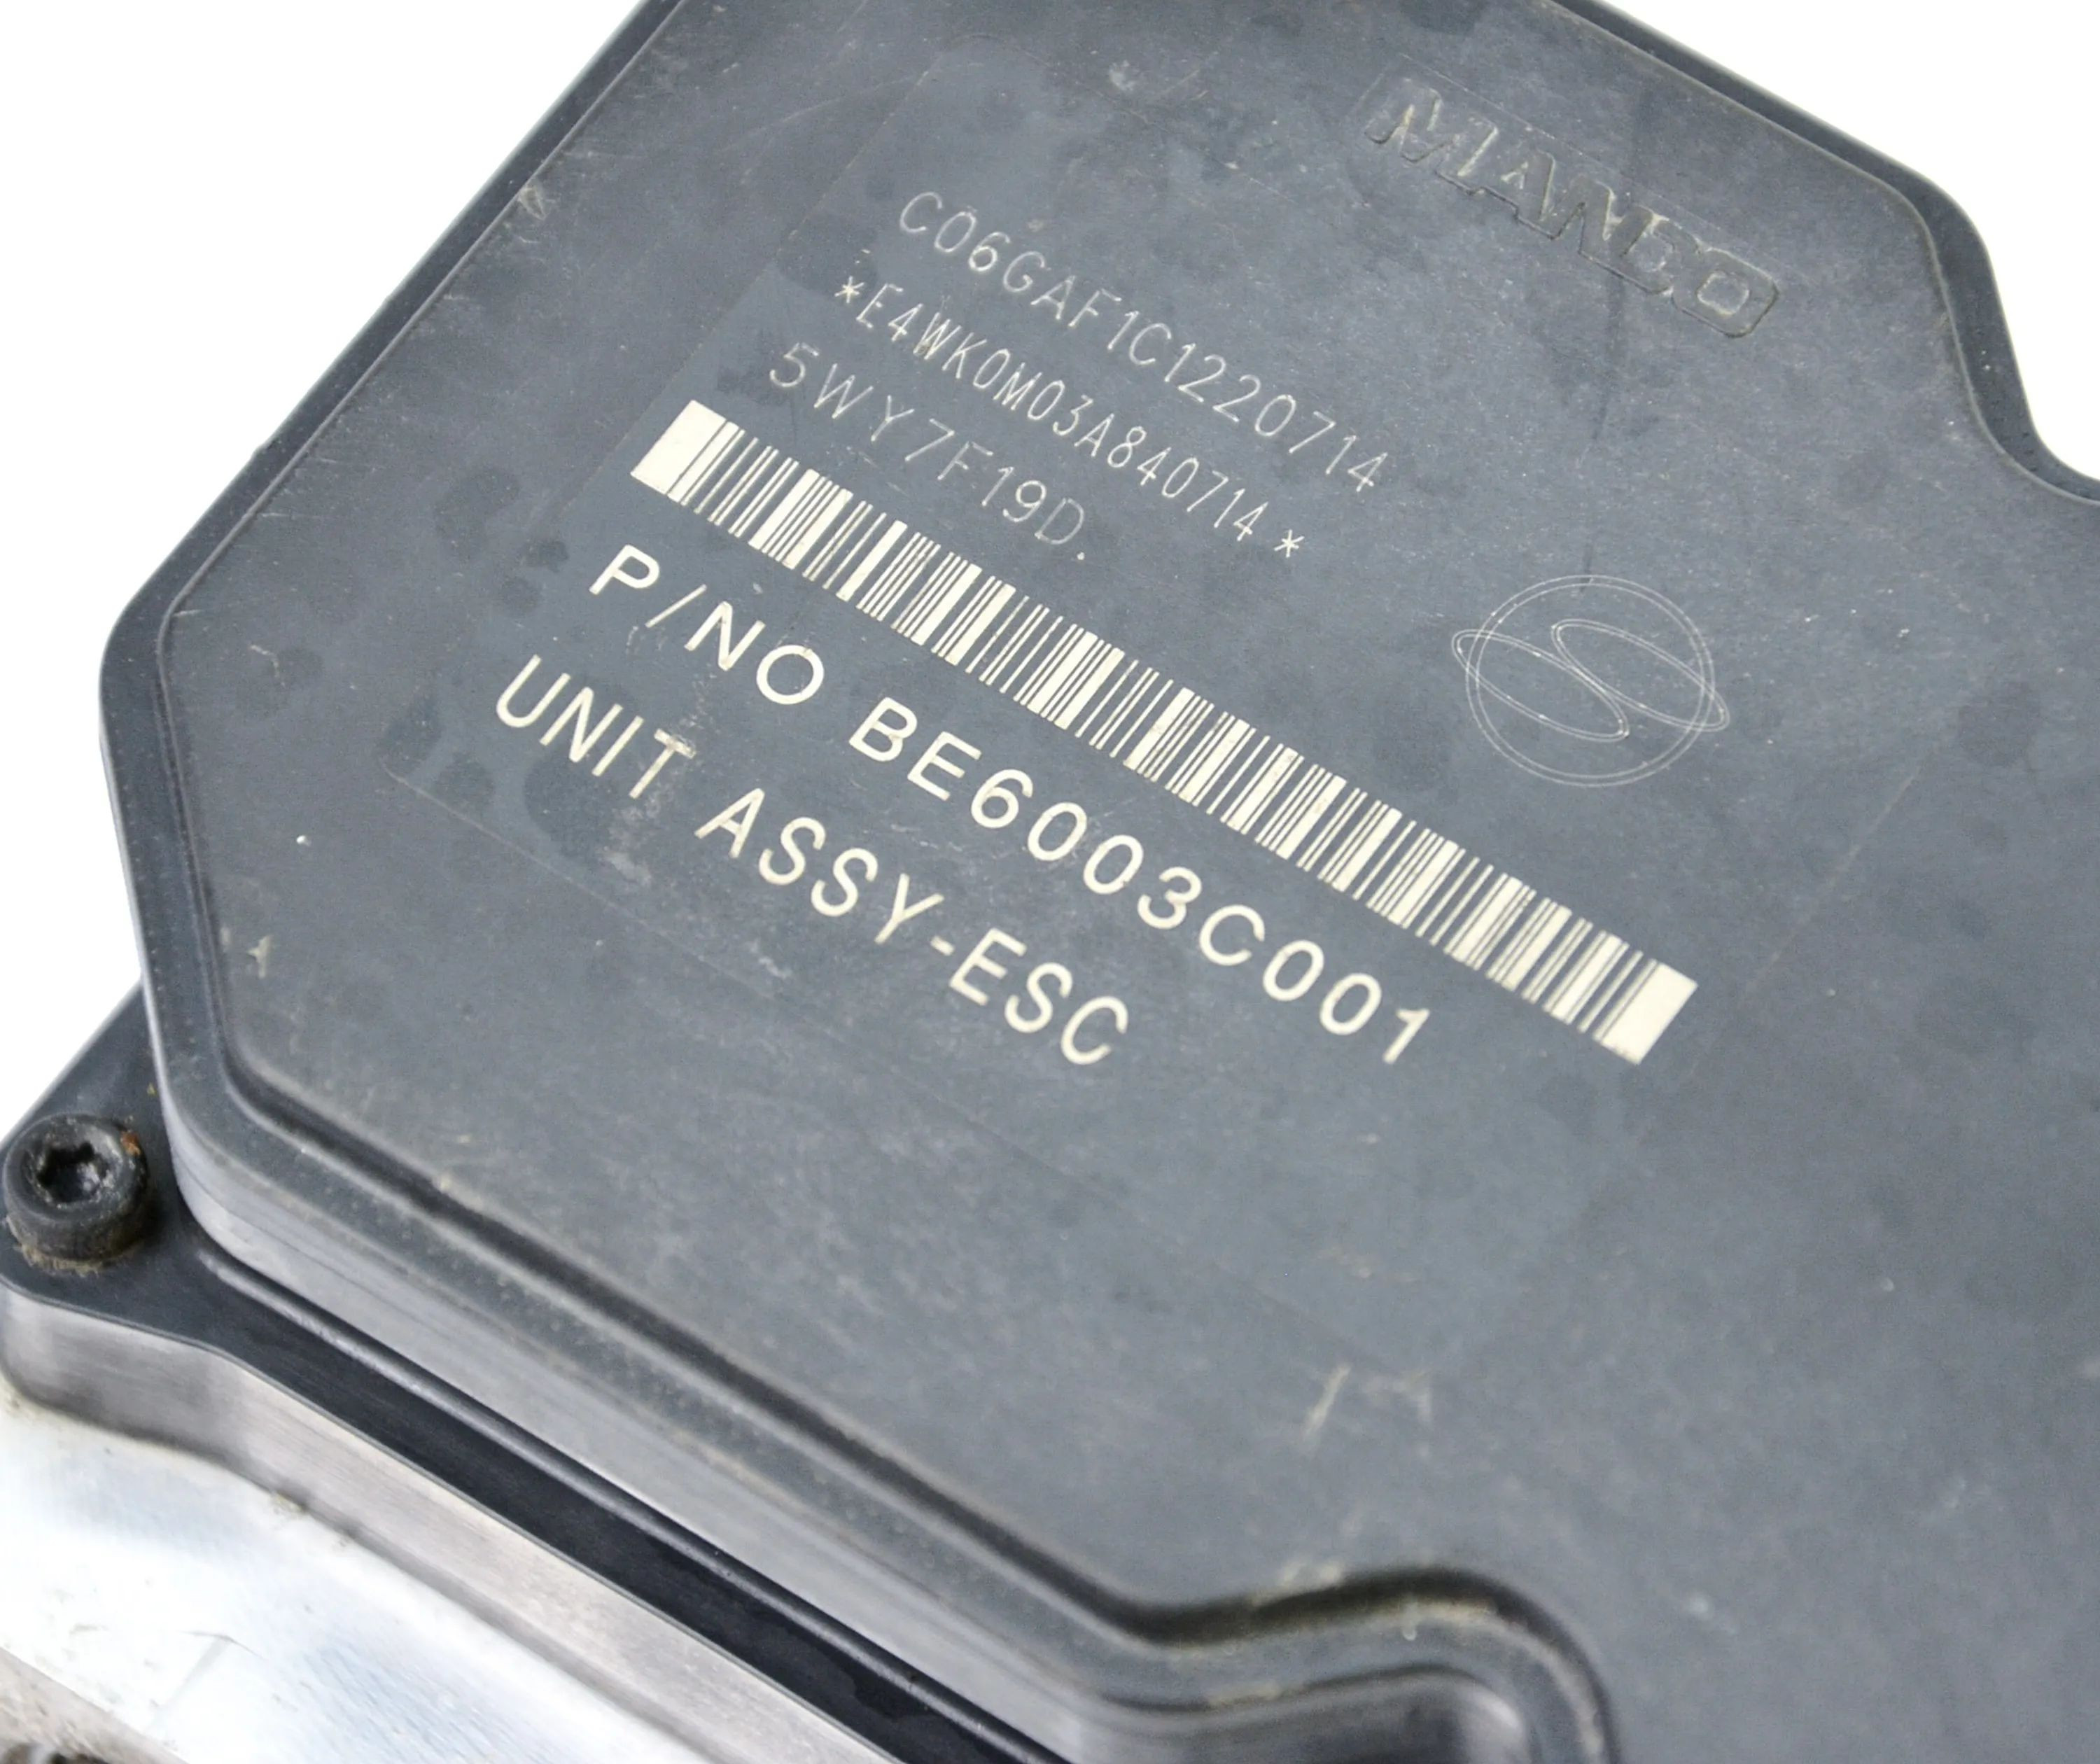 MANDO
C06GAF1C1220714
*E4WK0M03A840714*
5WY7F19D.
P/NO BE6003C001
UNIT ASSY-ESC